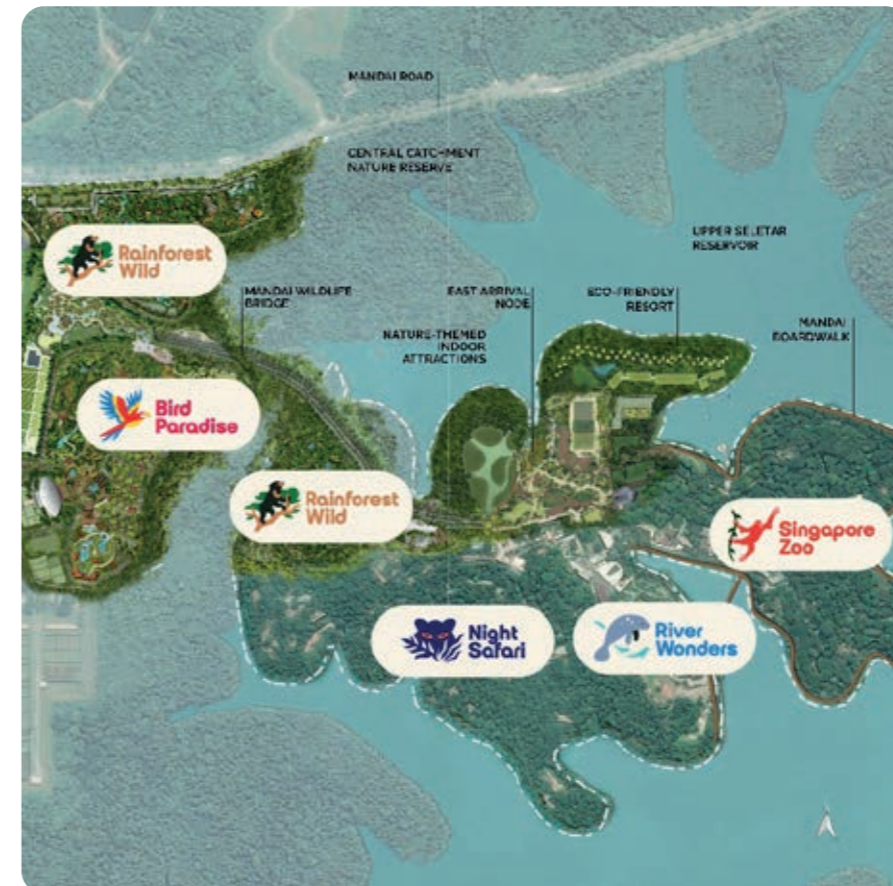 MANDAI ROAD
CENTRAL CATCHMENT
NATURE RESERVE
UPPER SELETAR
RESERVOIR
Rainforest
Wild
MANDAI WILDLIFE
BRIDGE
EAST ARRIVAL
NODE
ECO-FRIENDLY
RESORT
NATURE-THEMED
INDOOR
ATTRACTIONS
MANDAI
BOARDWALK
Bird
Paradise
Rainforest
Wild
Singapore
Zoo
Night
Safari
River
Wonders